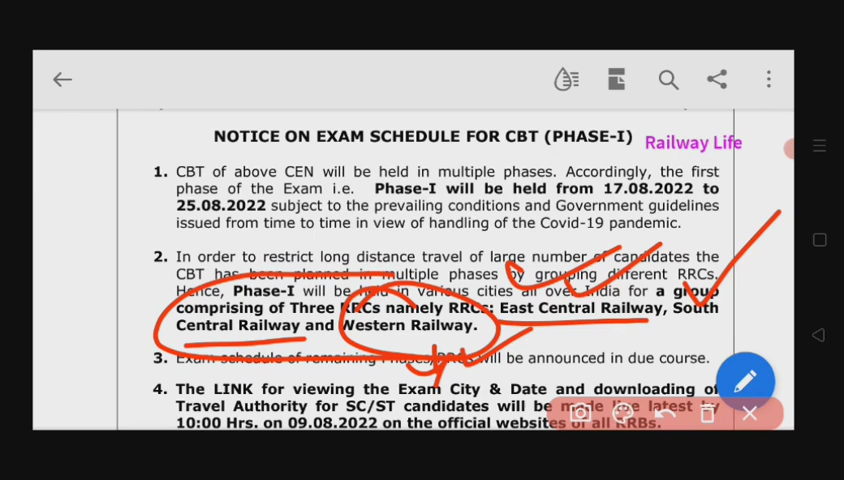 NOTICE ON EXAM SCHEDULE FOR CBT (PHASE-I)
Railway Life
1. CBT of above CEN will be held in multiple phases. Accordingly, the first
phase of the Exam i.e. Phase-I will be held from 17.08.2022 to
25.08.2022 subject to the prevailing conditions and Government guidelines
issued from time to time in view of handling of the Covid-19 pandemic.
2. In order to restrict long distance travel of large number of candidates the
CBT has been planned in multiple phases by grouping different RRCs.
Hence, Phase-I will be held in various cities all over India for a group
comprising of Three RRCs namely RRCs: East Central Railway, South
Central Railway and Western Railway.
3. Exam schedule of remaining Phases/RRCs will be announced in due course.
4. The LINK for viewing the Exam City & Date and downloading of
Travel Authority for SC/ST candidates will be made live latest by
10:00 Hrs. on 09.08.2022 on the official websites of all RRBs.